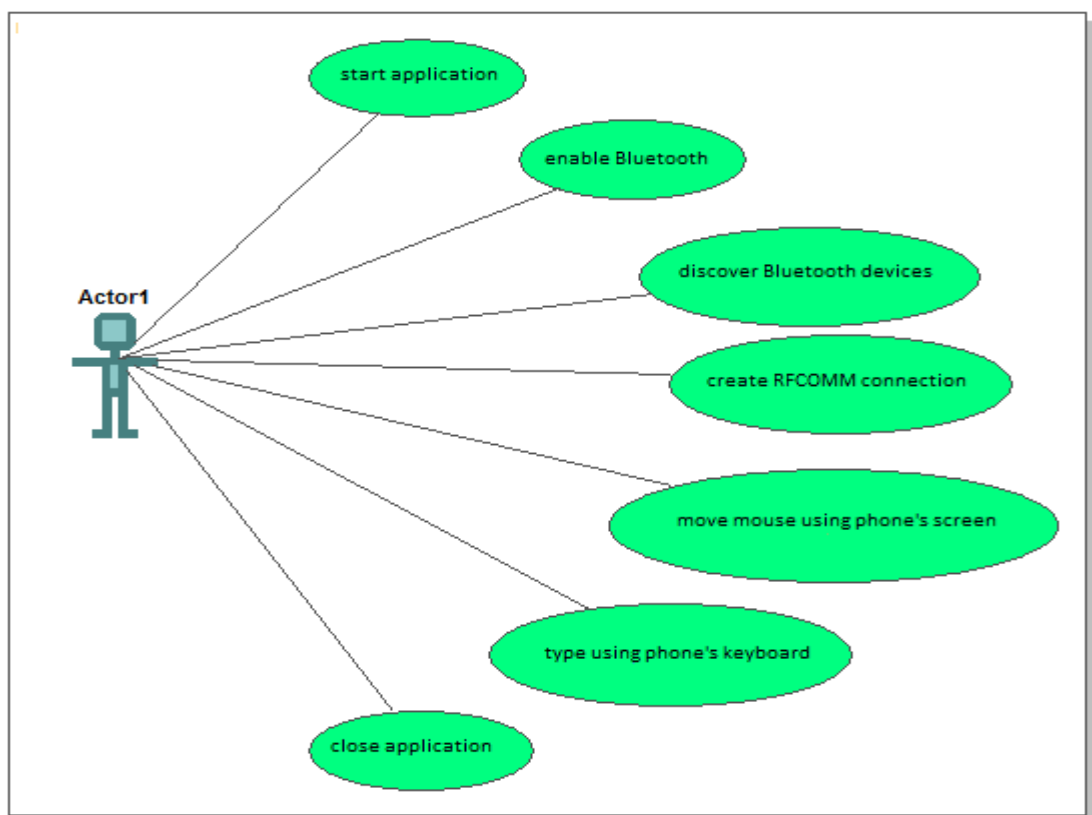 start application
enable Bluetooth
discover Bluetooth devices
Actor1
create RFCOMM connection
move mouse using phone's screen
type using phone's keyboard
close application